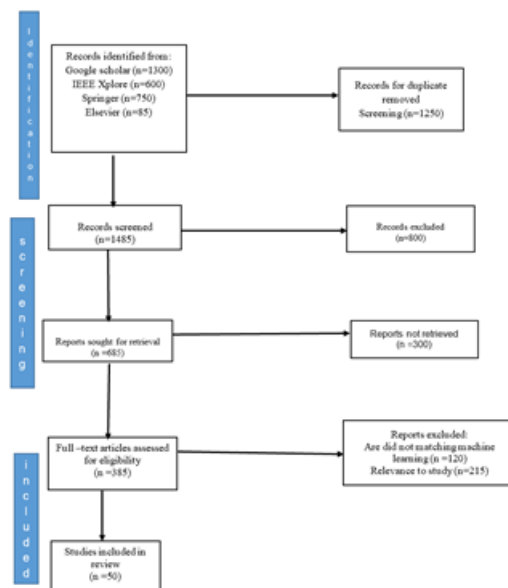 Identification
Records identified from:
Google scholar (n=1300)
IEEE Xplore (n=600)
Springer (n=750)
Elsevier (n=85)
Records for duplicate
removed
Screening (n=1250)
screening
Records screened
(n=1485)
Records excluded
(n=800)
Reports sought for retrieval
(n =685)
Reports not retrieved
(n =300)
Full –text articles assessed
for eligibility
(n =385)
Reports excluded:
Are did not matching machine
learning (n =120)
Relevance to study (n=215)
included
Studies included in
review
(n =50)